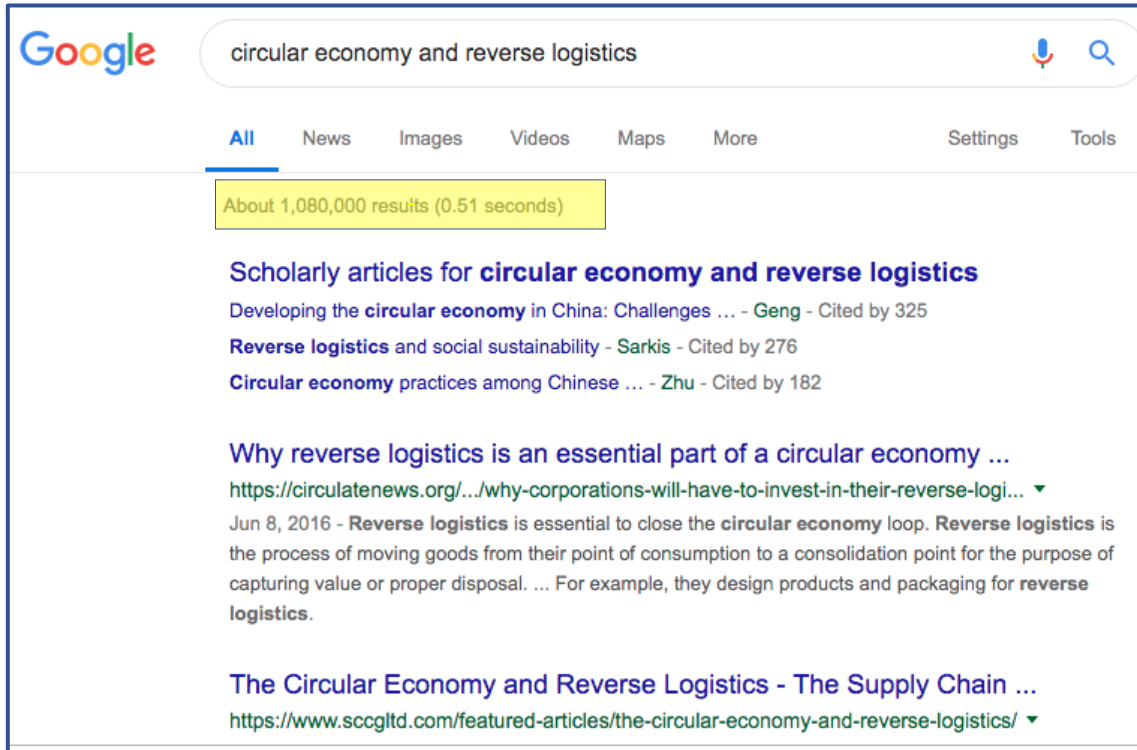 Google
circular economy and reverse logistics
All News Images Videos Maps More Settings Tools
About 1,080,000 results (0.51 seconds)
Scholarly articles for circular economy and reverse logistics
Developing the circular economy in China: Challenges ... - Geng - Cited by 325
Reverse logistics and social sustainability - Sarkis - Cited by 276
Circular economy practices among Chinese ... - Zhu - Cited by 182
Why reverse logistics is an essential part of a circular economy ...
https://circulatenews.org/.../why-corporations-will-have-to-invest-in-their-reverse-logi...
Jun 8, 2016 - Reverse logistics is essential to close the circular economy loop. Reverse logistics is
the process of moving goods from their point of consumption to a consolidation point for the purpose of
capturing value or proper disposal. ... For example, they design products and packaging for reverse
logistics.
The Circular Economy and Reverse Logistics - The Supply Chain ...
https://www.sccgltd.com/featured-articles/the-circular-economy-and-reverse-logistics/